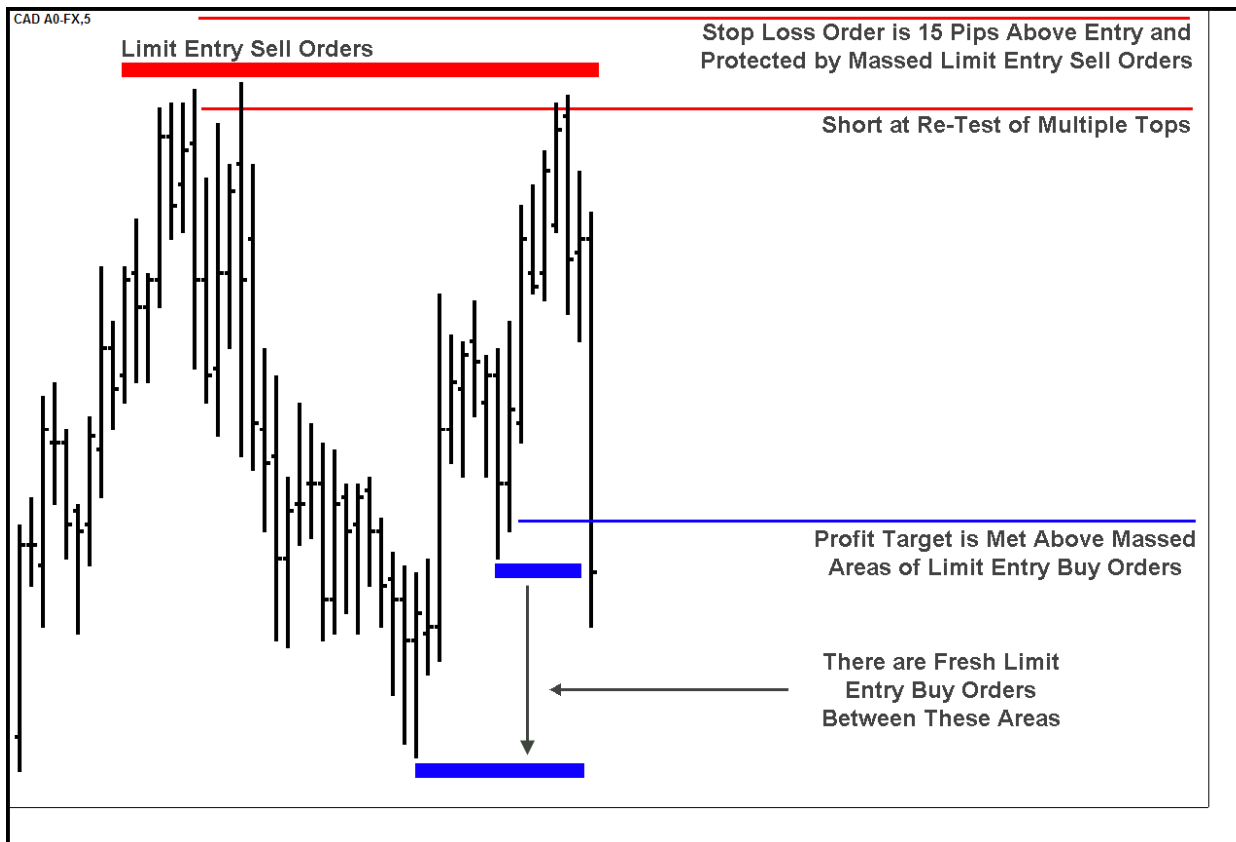 CAD A0-FX,5
Limit Entry Sell Orders
Stop Loss Order is 15 Pips Above Entry and
Protected by Massed Limit Entry Sell Orders
Short at Re-Test of Multiple Tops
Profit Target is Met Above Massed
Areas of Limit Entry Buy Orders
There are Fresh Limit
Entry Buy Orders
Between These Areas